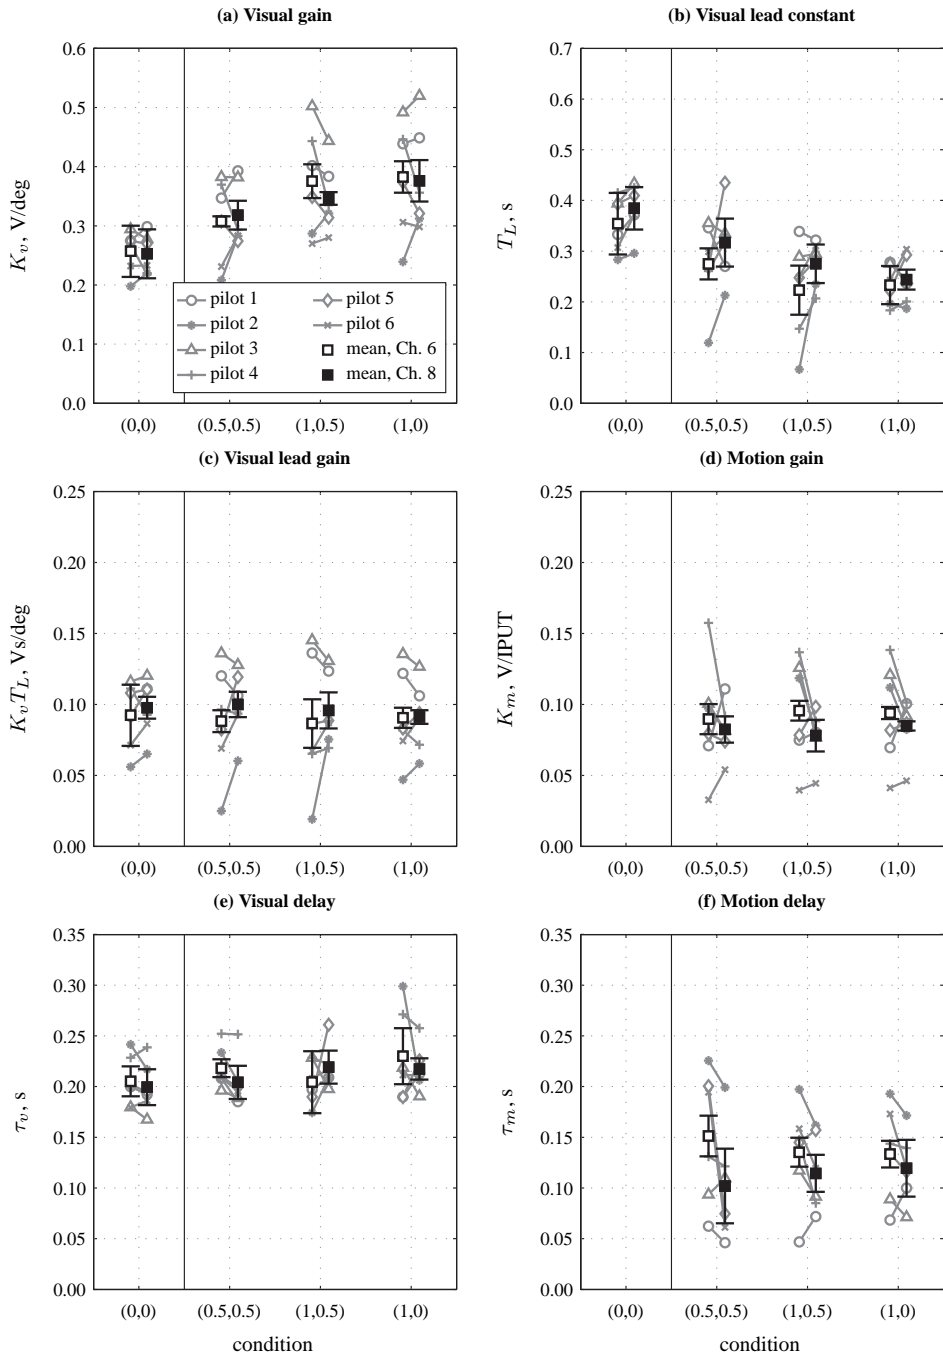 (a) Visual gain
K_v, V/deg
0.6
0.5
0.4
0.3
0.2
0.1
0.0
pilot 1
pilot 2
pilot 3
pilot 4
pilot 5
pilot 6
mean, Ch. 6
mean, Ch. 8
(0,0) (0.5,0.5) (1,0.5) (1,0)
(b) Visual lead constant
T_L, s
0.7
0.6
0.5
0.4
0.3
0.2
0.1
0.0
(0,0) (0.5,0.5) (1,0.5) (1,0)
(c) Visual lead gain
K_v T_L, Vs/deg
0.25
0.20
0.15
0.10
0.05
0.00
(0,0) (0.5,0.5) (1,0.5) (1,0)
(d) Motion gain
K_m, V/IPUT
0.25
0.20
0.15
0.10
0.05
0.00
(0,0) (0.5,0.5) (1,0.5) (1,0)
(e) Visual delay
τ_v, s
0.35
0.30
0.25
0.20
0.15
0.10
0.05
0.00
(0,0) (0.5,0.5) (1,0.5) (1,0)
condition
(f) Motion delay
τ_m, s
0.35
0.30
0.25
0.20
0.15
0.10
0.05
0.00
(0,0) (0.5,0.5) (1,0.5) (1,0)
condition